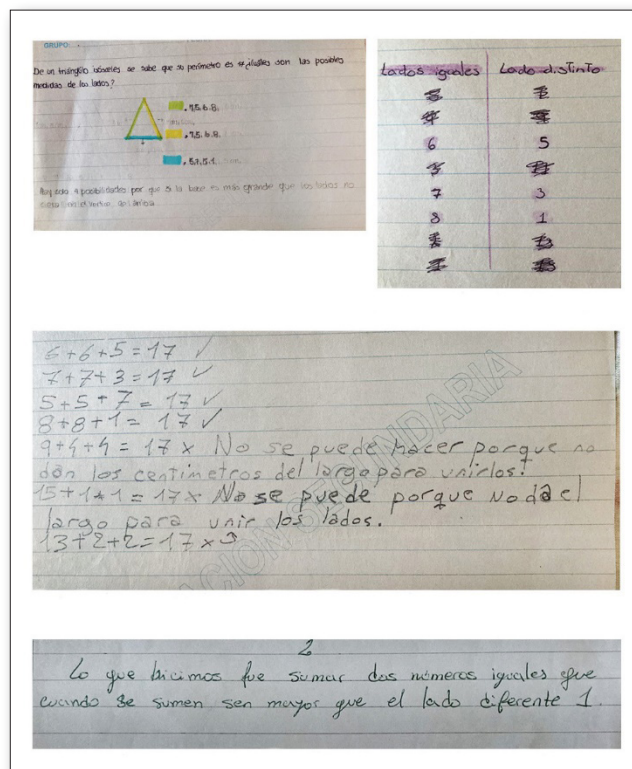 GRUPO:
De un triángulo isósceles se sabe que su perímetro es ¿cuáles son las posibles
medidas de los lados?
. 7,5. 6. 8.
. 7,5. 6. 8.
. 5,7, 5. 1.
Hay solo 4 posibilidades por que si la base es más grande que los lados no
Lados iguales Lado disTinTo
6 5
7 3
8 1
6+6+5=17 ✓
7+7+3=17 ✓
5+5+7=17 ✓
8+8+1=17 ✓
9+4+4=17 x No se puede hacer porque no
dan los centimetros del largo para unirlos.
15+1+1=17x No se puede porque no da el
largo para unir los lados.
13+2+2=17 x
2
Lo que hicimos fue sumar dos números iguales que
cuando se sumen sen mayor que el lado diferente 1.